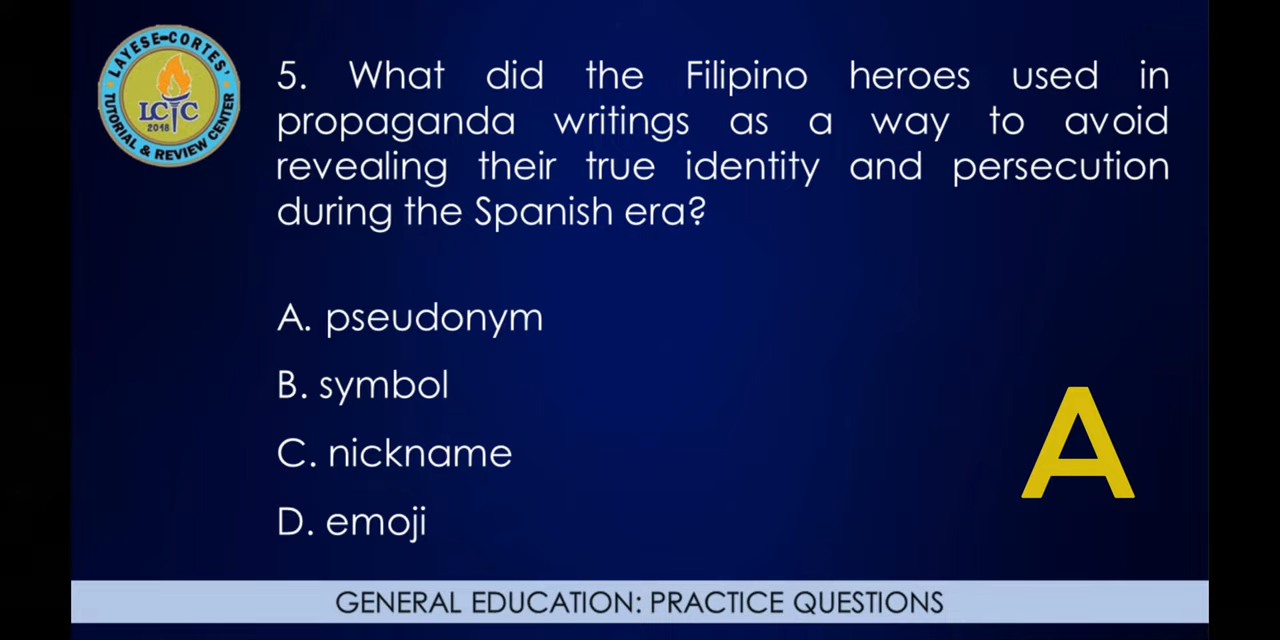 LAYESE-CORTES'
LCTC
2018
TUTORIAL & REVIEW CENTER
5. What did the Filipino heroes used in
propaganda writings as a way to avoid
revealing their true identity and persecution
during the Spanish era?
A. pseudonym
B. symbol
C. nickname
D. emoji
A
GENERAL EDUCATION: PRACTICE QUESTIONS